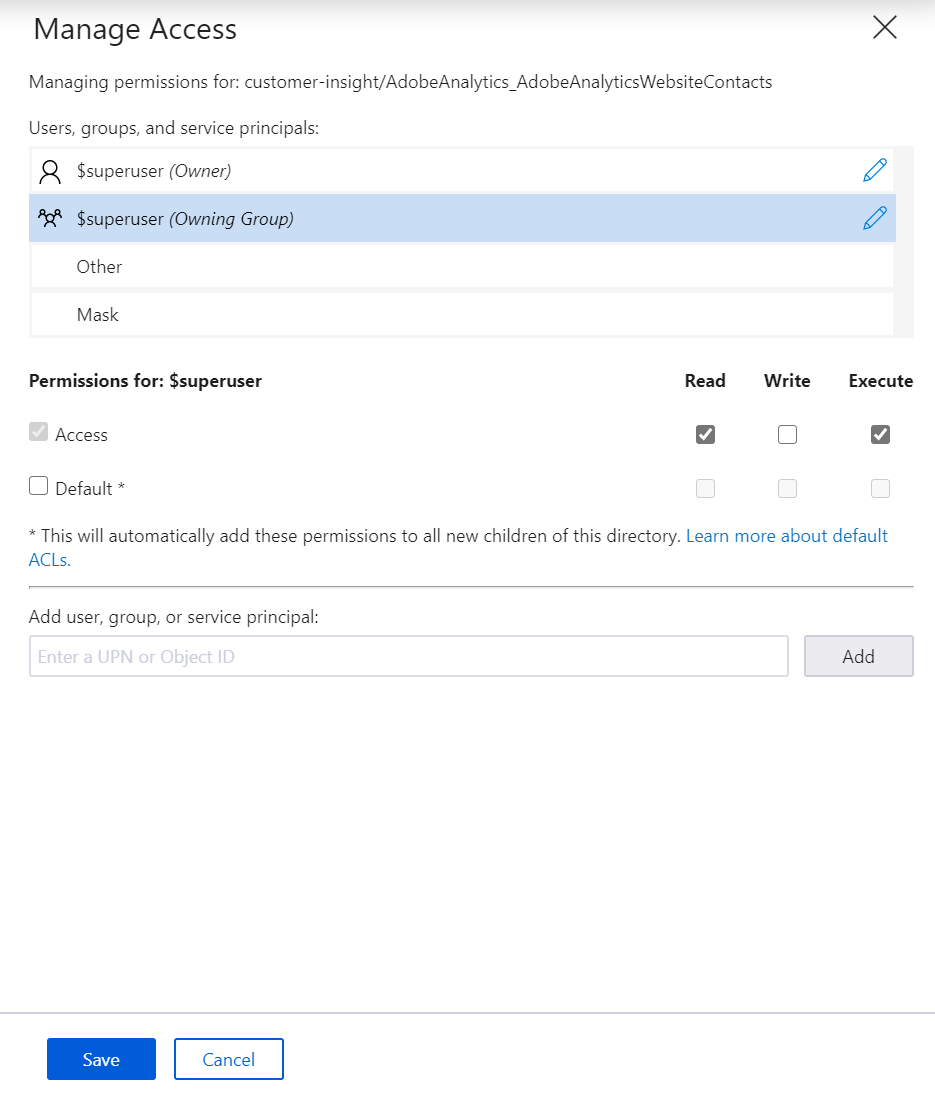 Manage Access
Managing permissions for: customer-insight/AdobeAnalytics_AdobeAnalyticsWebsiteContacts
Users, groups, and service principals:
$superuser (Owner)
$superuser (Owning Group)
Other
Mask
Permissions for: $superuser Read Write Execute
Access
Default *
* This will automatically add these permissions to all new children of this directory. Learn more about default
ACLs.
Add user, group, or service principal:
Enter a UPN or Object ID Add
Save Cancel